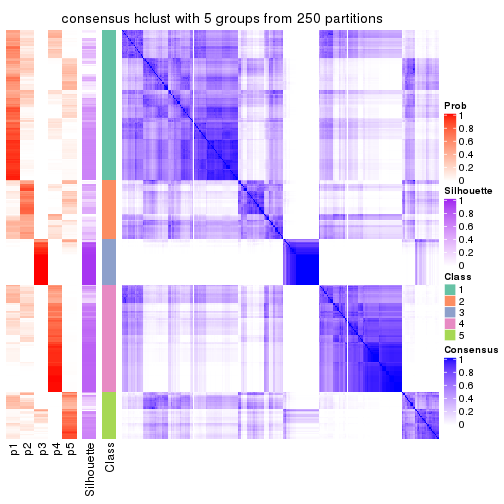 consensus hclust with 5 groups from 250 partitions
Prob
1
0.8
0.6
0.4
0.2
0
Silhouette
1
0.8
0.6
0.4
0.2
0
Class
1
2
3
4
5
Consensus
1
0.8
0.6
0.4
0.2
0
p1
p2
p3
p4
p5
Silhouette
Class